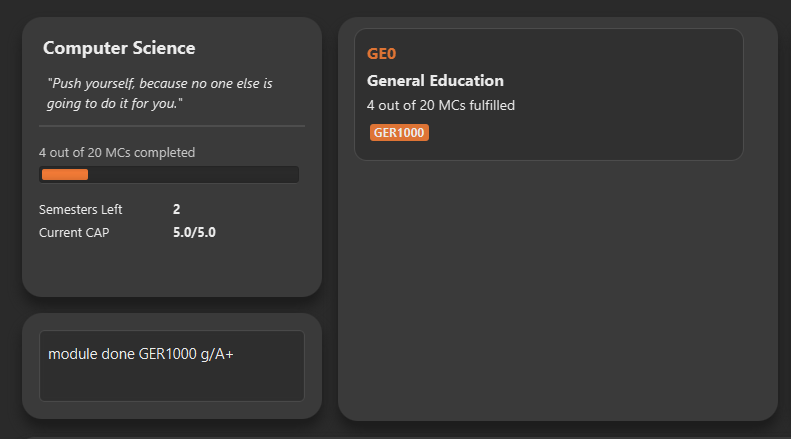 Computer Science
"Push yourself, because no one else is
going to do it for you."
4 out of 20 MCs completed
Semesters Left 2
Current CAP 5.0/5.0
module done GER1000 g/A+
GE0
General Education
4 out of 20 MCs fulfilled
GER1000